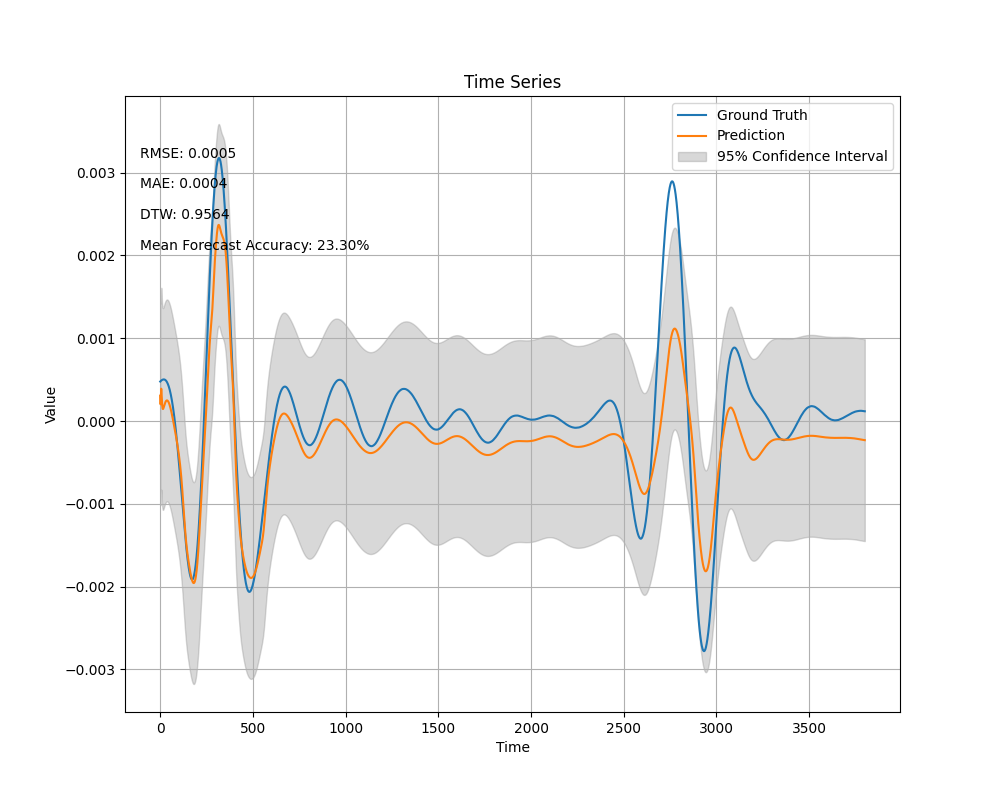 Time Series
Ground Truth
Prediction
95% Confidence Interval
RMSE: 0.0005
MAE: 0.0004
DTW: 0.9564
Mean Forecast Accuracy: 23.30%
0.003
0.002
0.001
0.000
−0.001
−0.002
−0.003
Value
0 500 1000 1500 2000 2500 3000 3500
Time